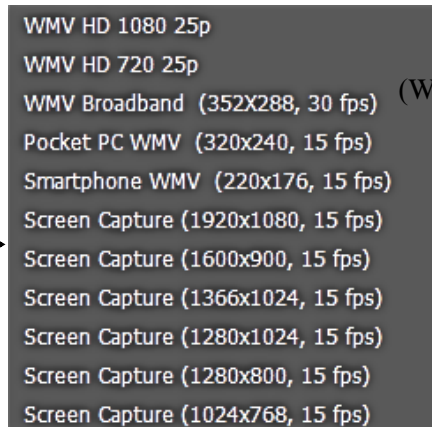 WMV HD 1080 25p
WMV HD 720 25p
WMV Broadband (352X288, 30 fps)
(W
Pocket PC WMV (320x240, 15 fps)
Smartphone WMV (220x176, 15 fps)
Screen Capture (1920x1080, 15 fps)
Screen Capture (1600x900, 15 fps)
Screen Capture (1366x1024, 15 fps)
Screen Capture (1280x1024, 15 fps)
Screen Capture (1280x800, 15 fps)
Screen Capture (1024x768, 15 fps)